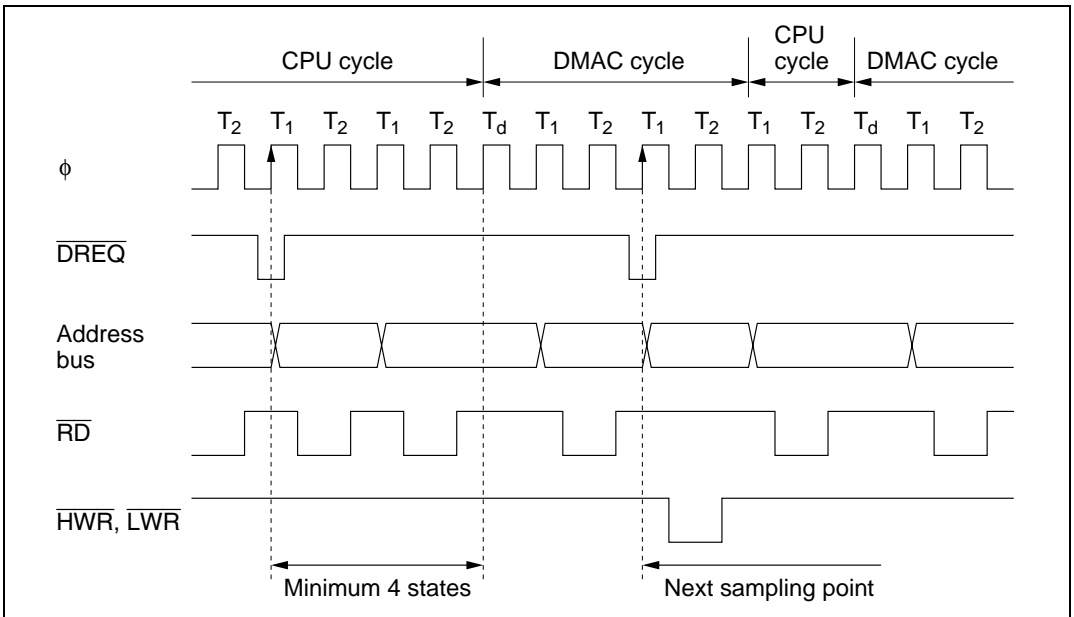 CPU cycle DMAC cycle CPU cycle DMAC cycle
T2 T1 T2 T1 T2 Td T1 T2 T1 T2 T1 T2 Td T1 T2
ϕ
DREQ
Address
bus
RD
HWR, LWR
Minimum 4 states Next sampling point